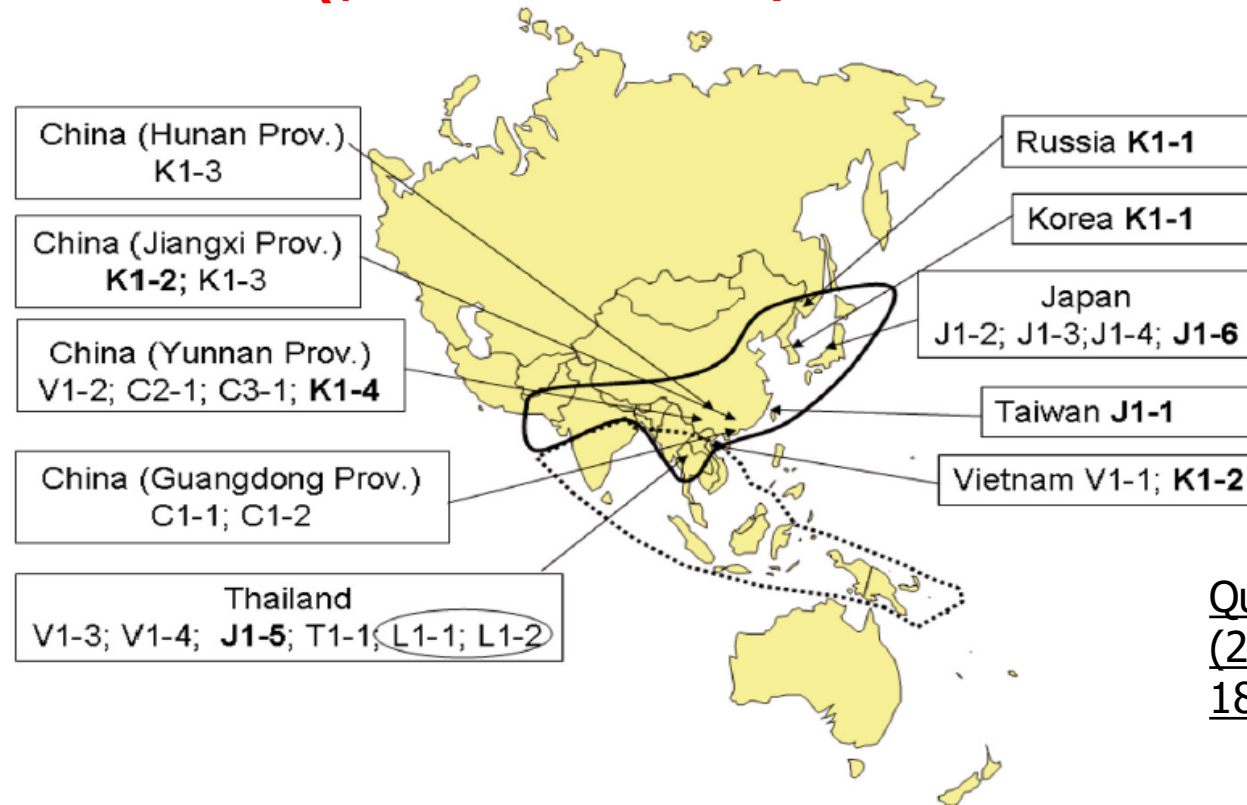 China (Hunan Prov.)
K1-3
China (Jiangxi Prov.)
K1-2; K1-3
China (Yunnan Prov.)
V1-2; C2-1; C3-1; K1-4
China (Guangdong Prov.)
C1-1; C1-2
Thailand
V1-3; V1-4; J1-5; T1-1; L1-1; L1-2
Russia K1-1
Korea K1-1
Japan
J1-2; J1-3;J1-4; J1-6
Taiwan J1-1
Vietnam V1-1; K1-2